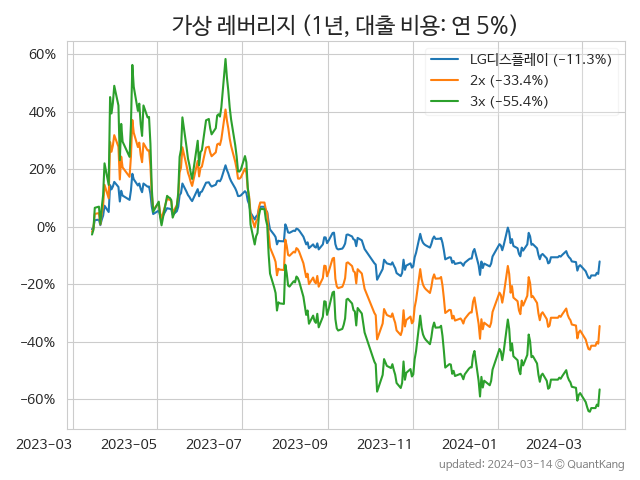 가상 레버리지 (1년, 대출 비용: 연 5%)
LG디스플레이 (−11.3%)
2x (−33.4%)
3x (−55.4%)
60%
40%
20%
0%
−20%
−40%
−60%
2023-03 2023-05 2023-07 2023-09 2023-11 2024-01 2024-03
updated: 2024-03-14 © QuantKang